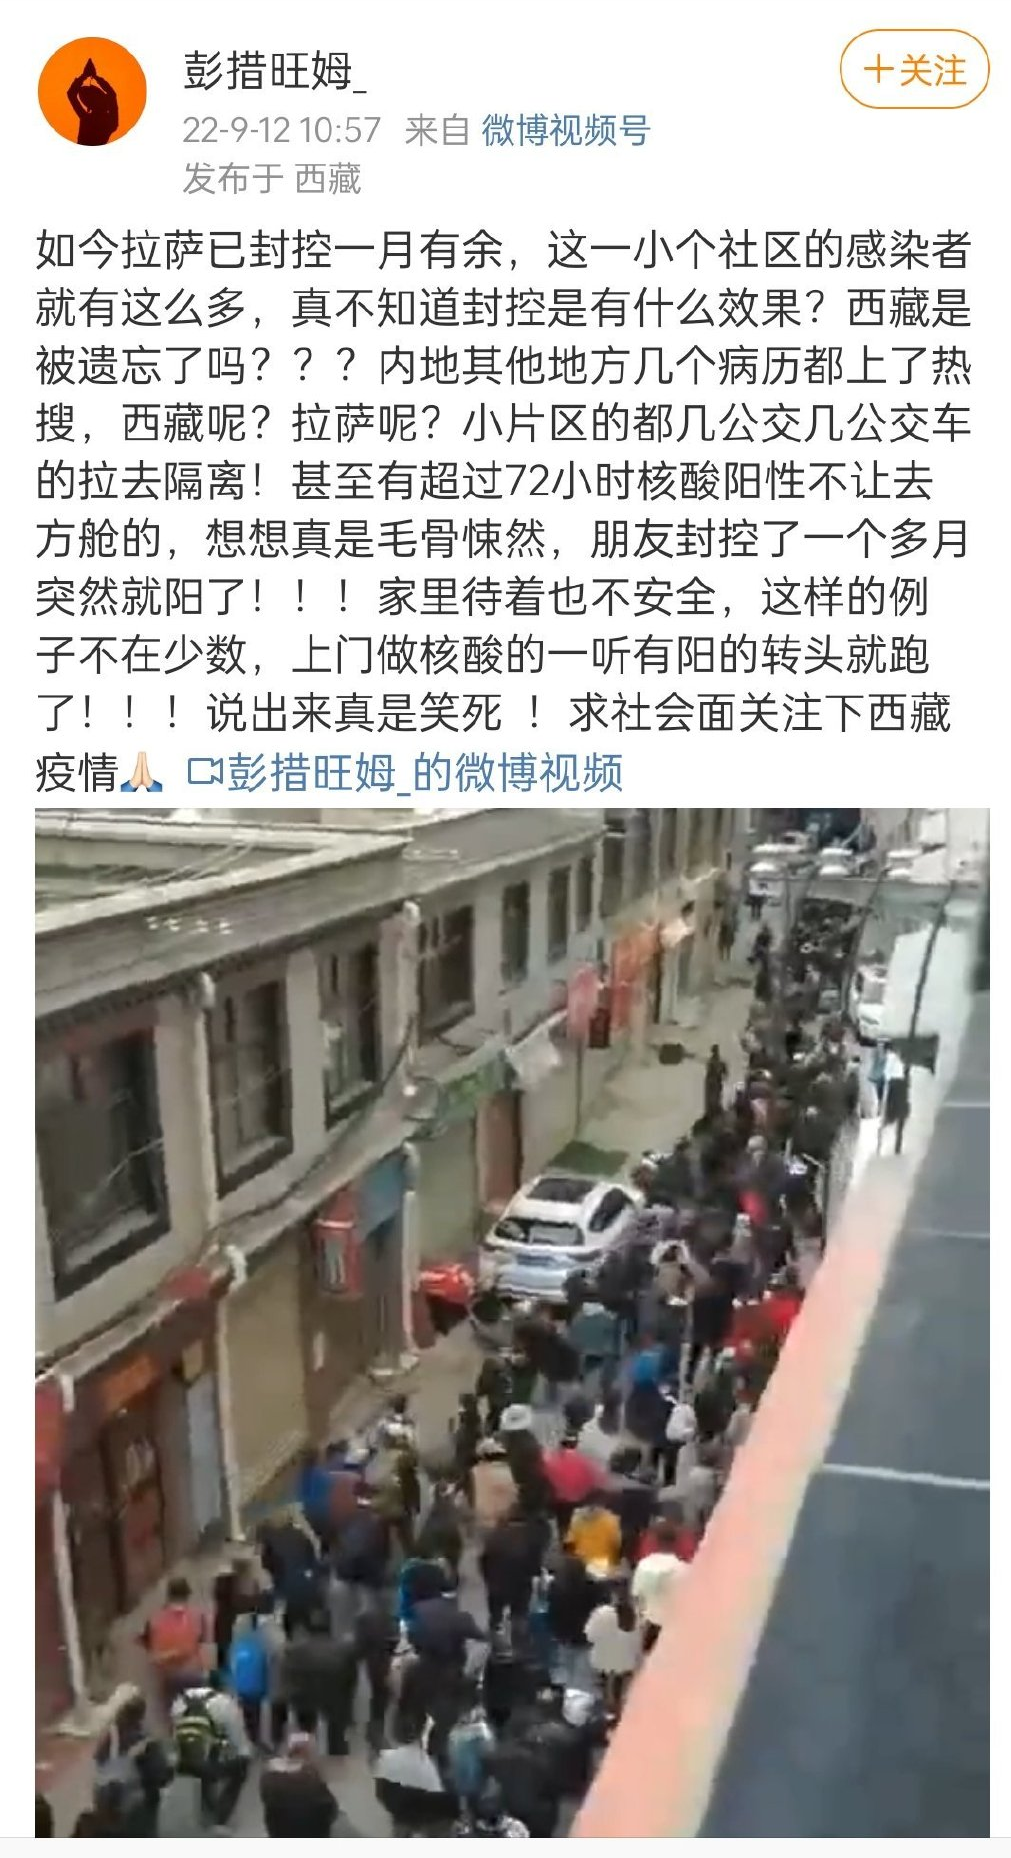 彭措旺姆_
+关注
22-9-12 10:57 来自 微博视频号
发布于 西藏
如今拉萨已封控一月有余，这一小个社区的感染者
就有这么多，真不知道封控是有什么效果？西藏是
被遗忘了吗？？？内地其他地方几个病历都上了热
搜，西藏呢？拉萨呢？小片区的都几公交几公交车
的拉去隔离！甚至有超过72小时核酸阳性不让去
方舱的，想想真是毛骨悚然，朋友封控了一个多月
突然就阳了！！！家里待着也不安全，这样的例
子不在少数，上门做核酸的一听有阳的转头就跑
了！！！说出来真是笑死 ！求社会面关注下西藏
疫情🙏🏻 彭措旺姆_的微博视频